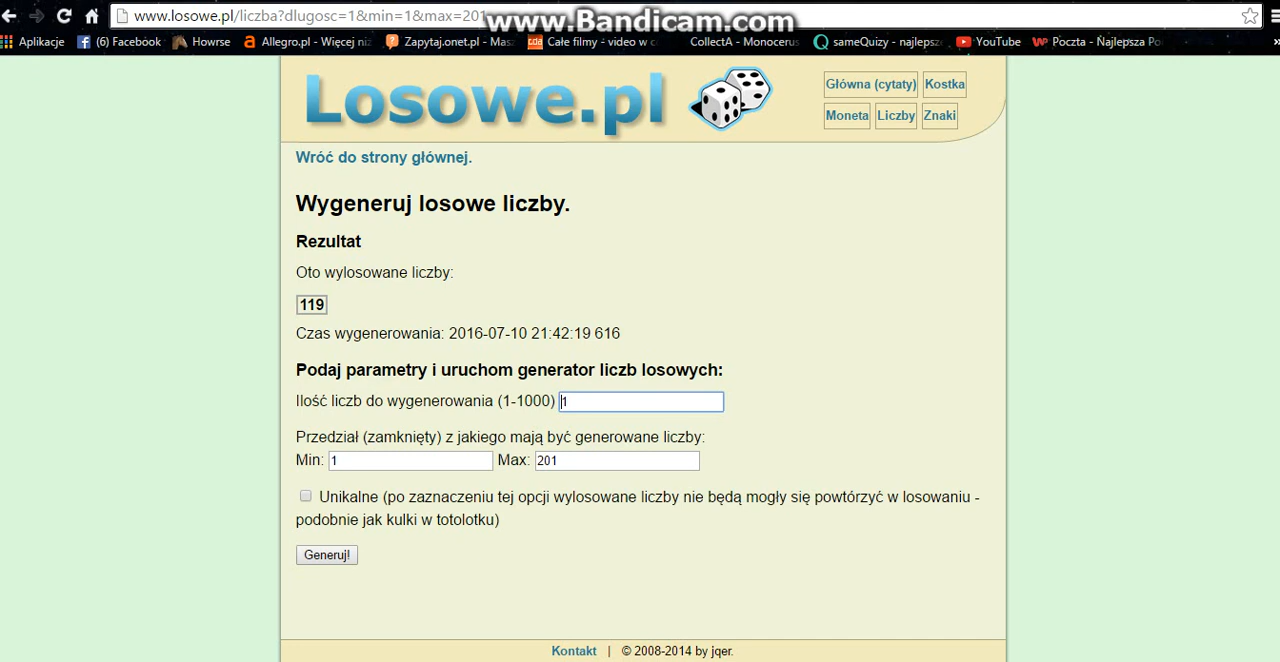 www.losowe.pl/liczba?dlugosc=1&min=1&max=201
www.Bandicam.com
Aplikacje (6) Facebook Howrse Allegro.pl - Więcej niż Zapytaj.onet.pl - Masz Całe filmy - video w c CollectA - Monocerus sameQuizy - najlepsze YouTube Poczta - Najlepsza Po
Losowe.pl
Główna (cytaty) Kostka
Moneta Liczby Znaki
Wróć do strony głównej.
Wygeneruj losowe liczby.
Rezultat
Oto wylosowane liczby:
119
Czas wygenerowania: 2016-07-10 21:42:19 616
Podaj parametry i uruchom generator liczb losowych:
Ilość liczb do wygenerowania (1-1000) 1
Przedział (zamknięty) z jakiego mają być generowane liczby:
Min: 1 Max: 201
Unikalne (po zaznaczeniu tej opcji wylosowane liczby nie będą mogły się powtórzyć w losowaniu -
podobnie jak kulki w totolotku)
Generuj!
Kontakt | © 2008-2014 by jqer.